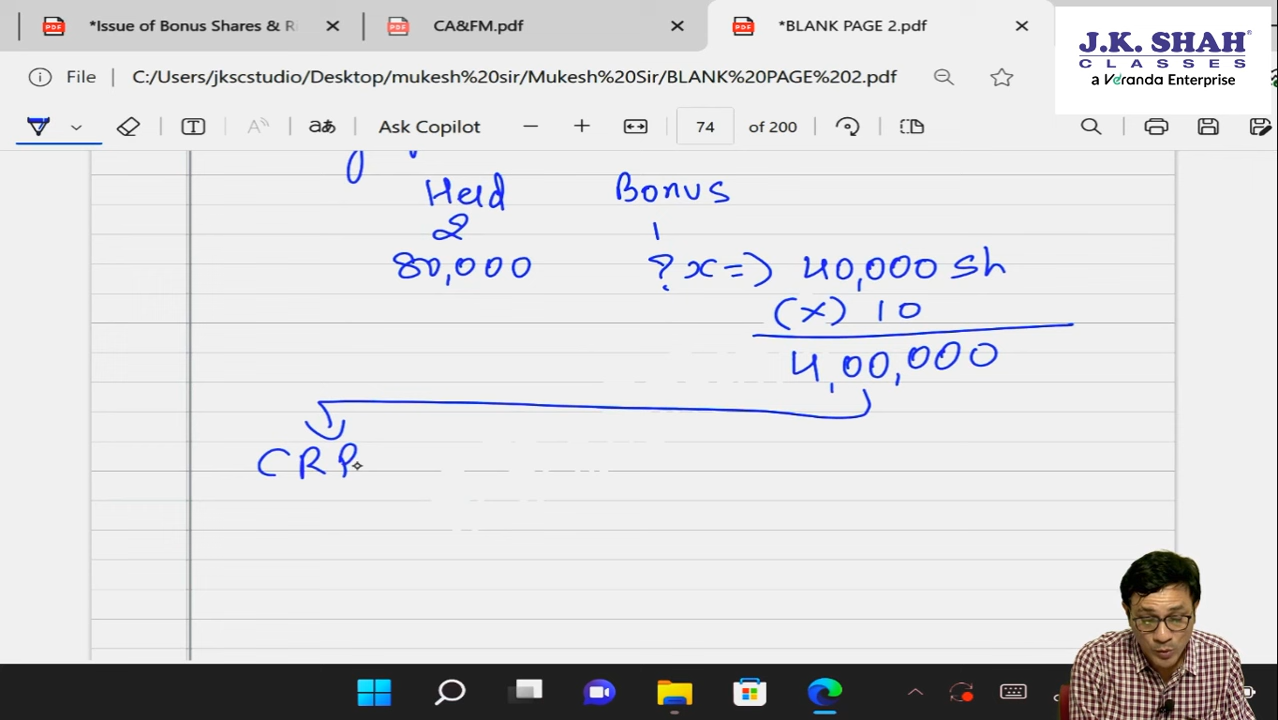 *Issue of Bonus Shares & R
CA&FM.pdf
*BLANK PAGE 2.pdf
J.K. SHAH®
CLASSES
a Veranda Enterprise
File
C:/Users/jkscstudio/Desktop/mukesh%20sir/Mukesh%20Sir/BLANK%20PAGE%202.pdf
aあ
Ask Copilot
74 of 200
Held Bonus
2 1
80,000 ? x => 40,000 Sh
(x) 10
4,00,000
CRP